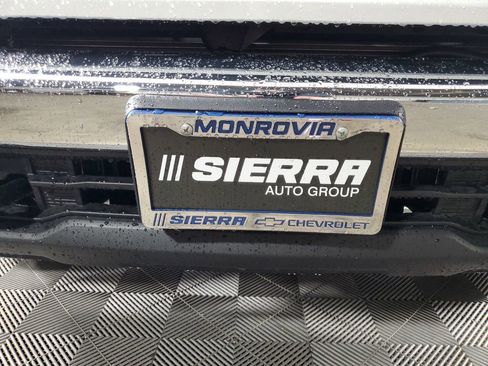 MONROVIA
SIERRA
AUTO GROUP
SIERRA CHEVROLET